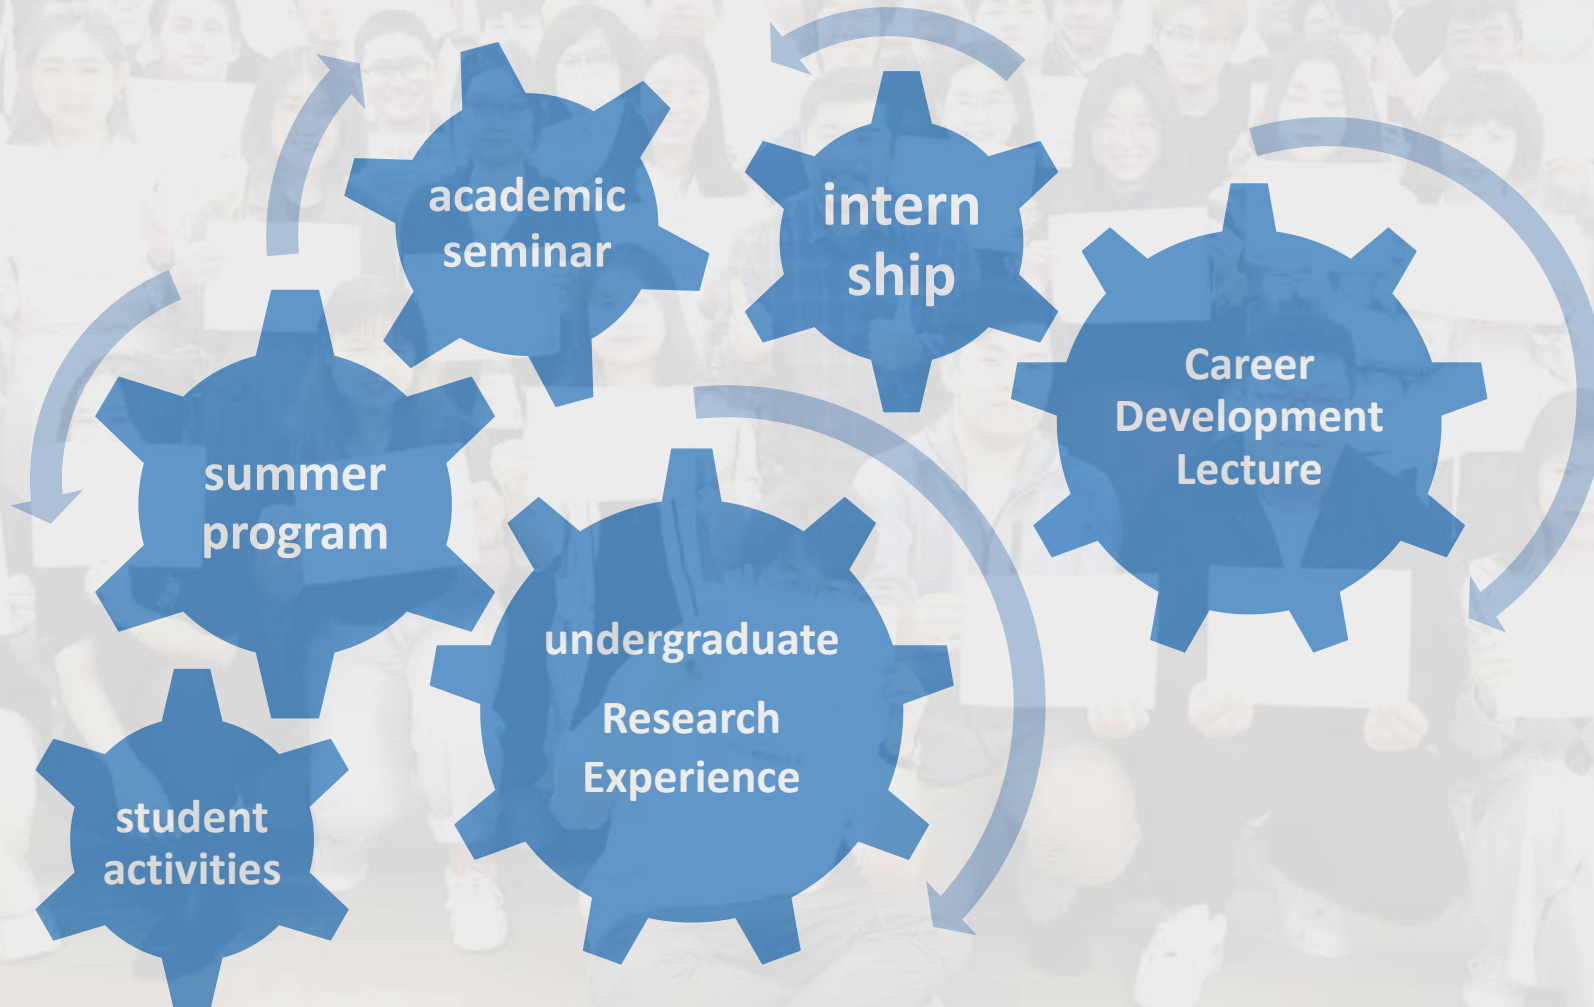 academic
seminar
intern
ship
Career
Development
Lecture
summer
program
undergraduate
Research
Experience
student
activities